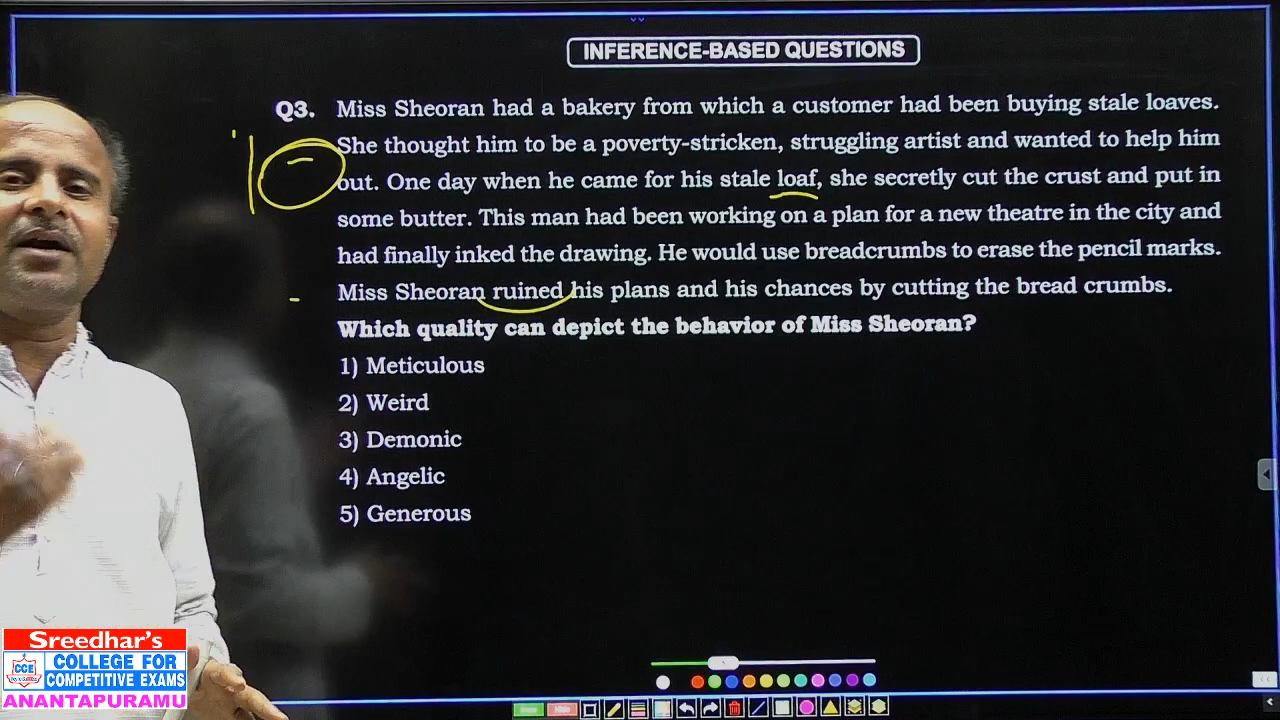 INFERENCE-BASED QUESTIONS
Q3. Miss Sheoran had a bakery from which a customer had been buying stale loaves.
She thought him to be a poverty-stricken, struggling artist and wanted to help him
out. One day when he came for his stale loaf, she secretly cut the crust and put in
some butter. This man had been working on a plan for a new theatre in the city and
had finally inked the drawing. He would use breadcrumbs to erase the pencil marks.
Miss Sheoran ruined his plans and his chances by cutting the bread crumbs.
Which quality can depict the behavior of Miss Sheoran?
1) Meticulous
2) Weird
3) Demonic
4) Angelic
5) Generous
Sreedhar's
CCE
COLLEGE FOR
COMPETITIVE EXAMS
ANANTAPURAMU